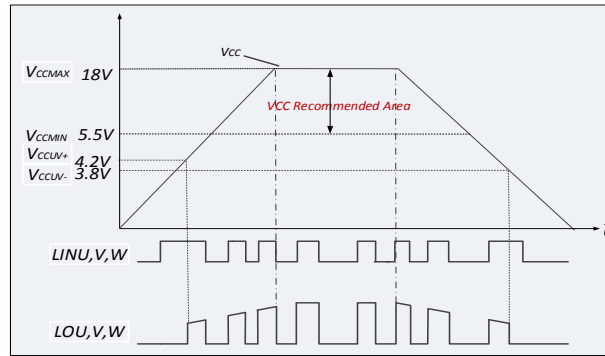 VCC
VCCMAX 18V
VCC Recommended Area
VCCMIN 5.5V
VCCUV+ 4.2V
VCCUV- 3.8V
LINU,V,W
LOU,V,W